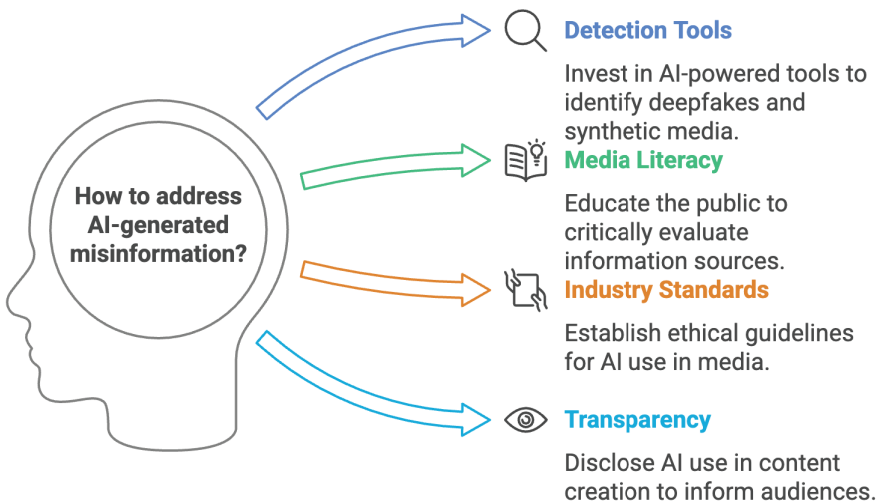 How to address
AI-generated
misinformation?
Detection Tools
Invest in AI-powered tools to
identify deepfakes and
synthetic media.
Media Literacy
Educate the public to
critically evaluate
information sources.
Industry Standards
Establish ethical guidelines
for AI use in media.
Transparency
Disclose AI use in content
creation to inform audiences.